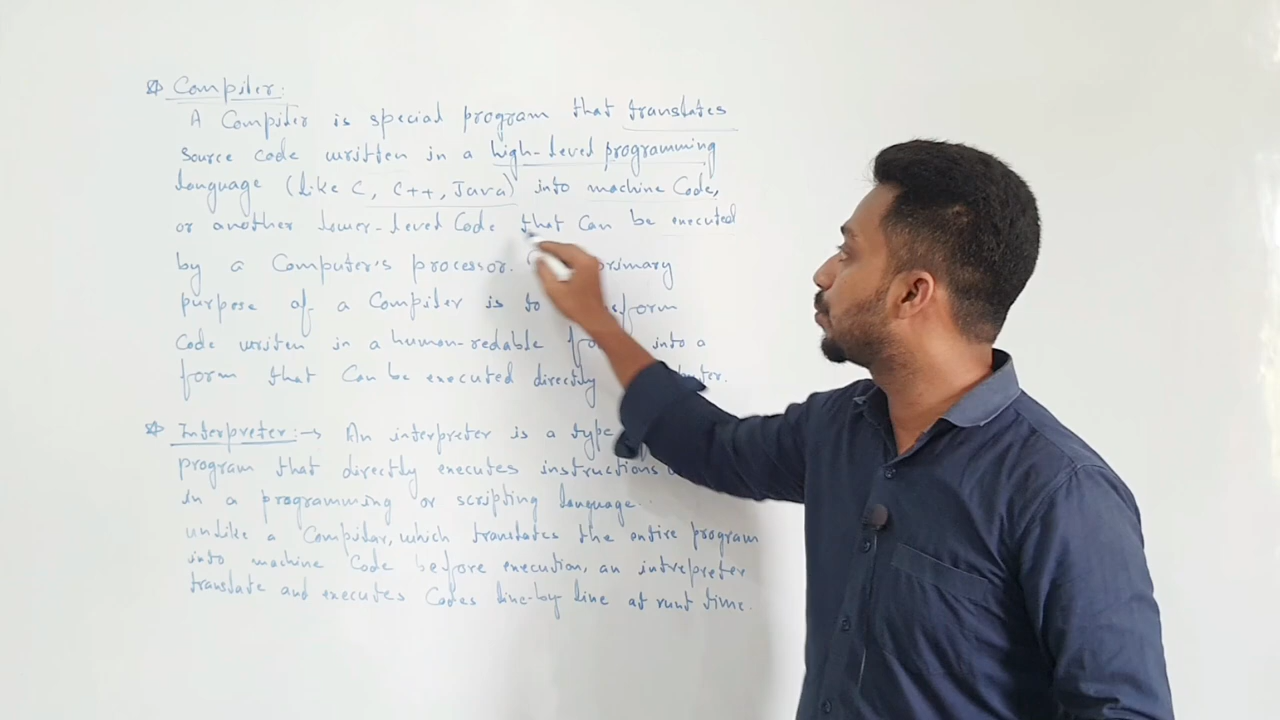 Compiler:
A Compiler is special program that translates
source code written in a high-level programming
language (like C, C++, Java) into machine Code,
or another lower-level Code that can be executed
by a Computer's processor. primary
purpose of a Compiler is to
Code written in a human-redable into a
form that Can be executed directly
Interpreter:→ An interpreter is a type
program that directly executes instructions
in a programming or scripting language.
unlike a Compiler, which translates the entire program
into machine Code before execution, an intrepreter
translate and executes Codes line-by line at runt time.